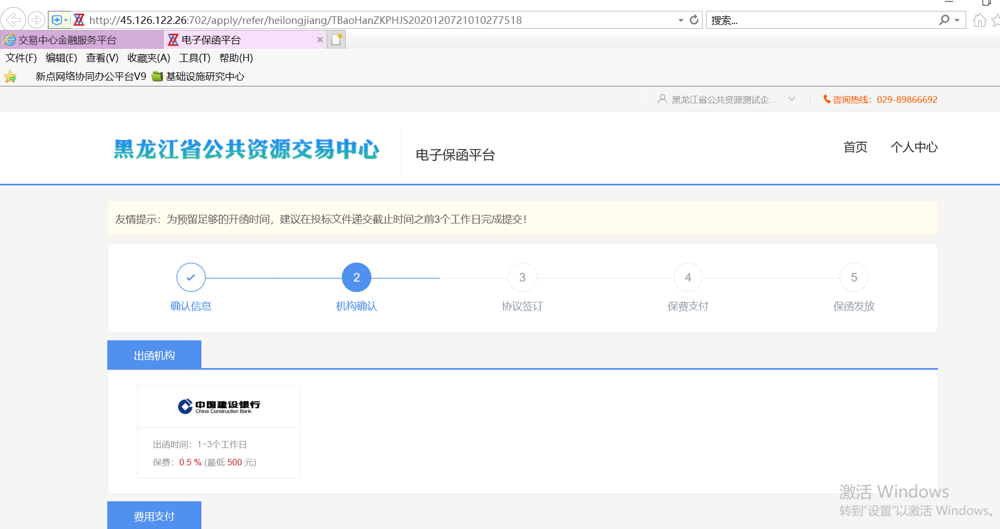 http://45.126.122.26:702/apply/refer/heilongjiang/TBaoHanZKPHJS2020120721010277518
搜索...
交易中心金融服务平台
电子保函平台
文件(F) 编辑(E) 查看(V) 收藏夹(A) 工具(T) 帮助(H)
新点网络协同办公平台V9 基础设施研究中心
黑龙江省公共资源测试企...
咨询热线：029-89866692
黑龙江省公共资源交易中心
电子保函平台
首页 个人中心
友情提示：为预留足够的开函时间，建议在投标文件递交截止时间之前3个工作日完成提交！
2 3 4 5
确认信息 机构确认 协议签订 保费支付 保函发放
出函机构
中国建设银行
China Construction Bank
出函时间：1~3个工作日
保费：0.5 % (最低 500 元)
费用支付
激活 Windows
转到“设置”以激活 Windows。